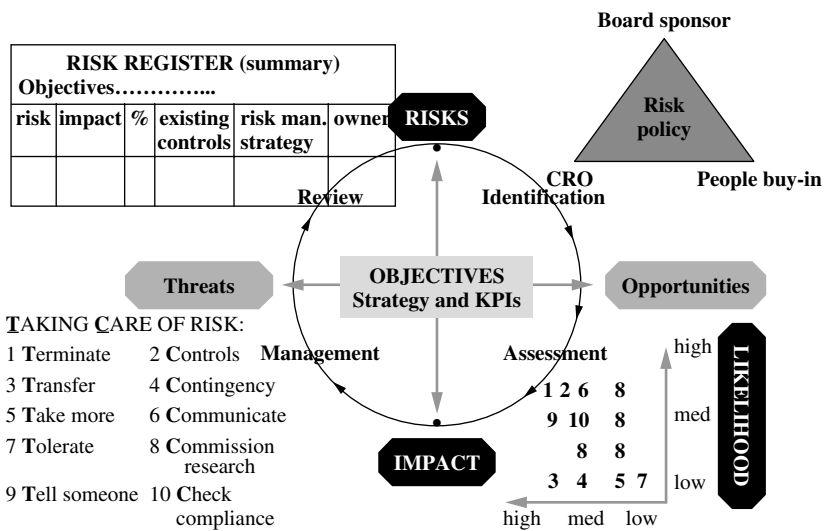 Board sponsor
Risk policy
CRO
People buy-in
RISK REGISTER (summary)
Objectives…………...
risk impact % existing controls risk man. strategy owner
RISKS
Review
Identification
Threats
OBJECTIVES
Strategy and KPIs
Opportunities
Management
Assessment
IMPACT
TAKING CARE OF RISK:
1 Terminate 2 Controls
3 Transfer 4 Contingency
5 Take more 6 Communicate
7 Tolerate 8 Commission research
9 Tell someone 10 Check compliance
1 2 6 8
9 10 8
8 8
3 4 5 7
high
med
low
LIKELIHOOD
high med low